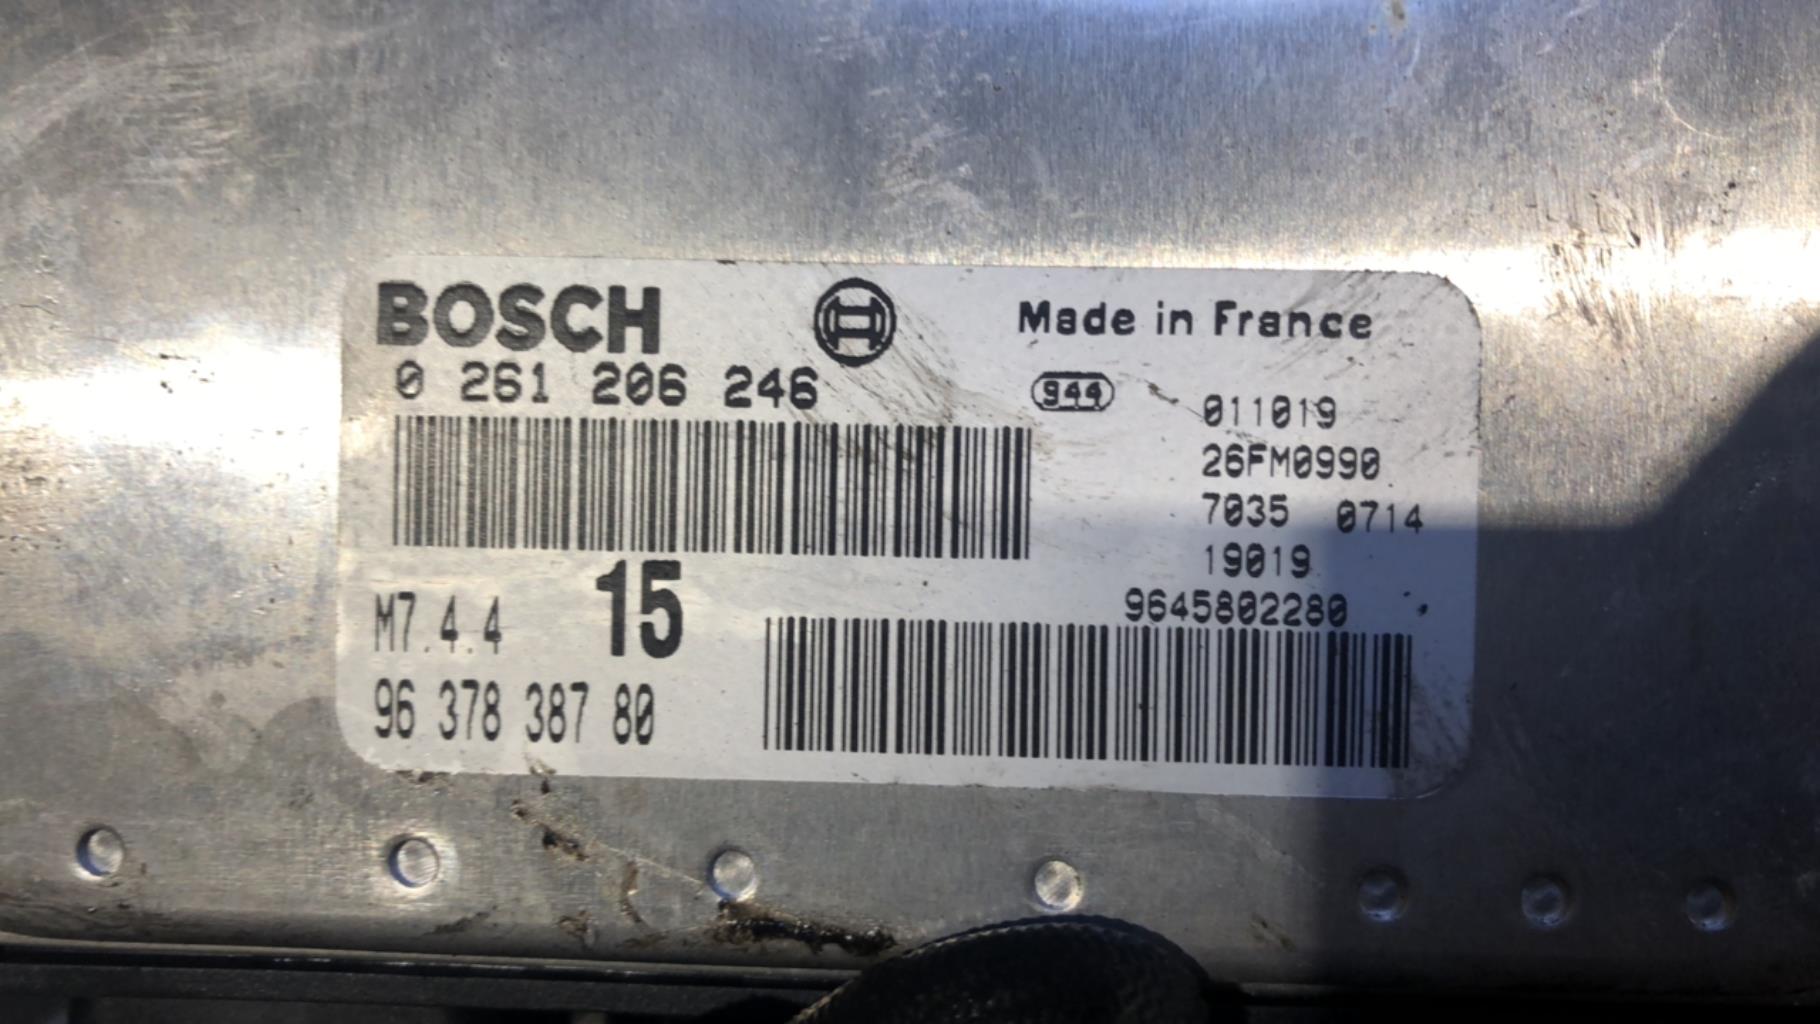 BOSCH
Made in France
0 261 206 246
944
011019
26FM0990
7035 0714
19019
M7.4.4
15
9645802280
96 378 387 80